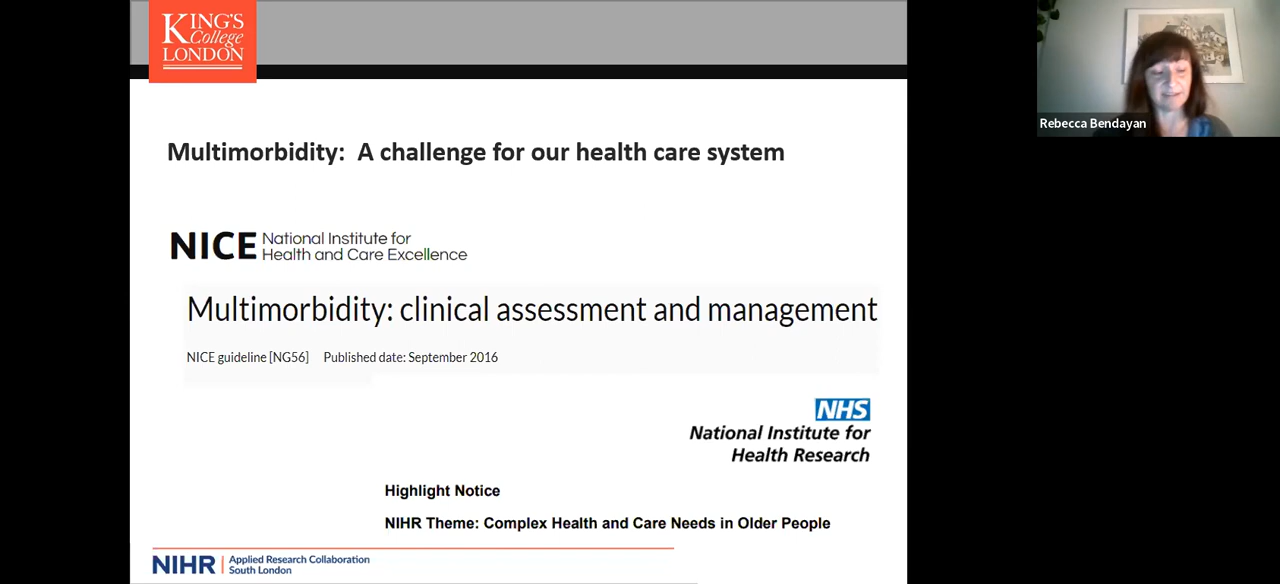 KING'S
College
LONDON
Rebecca Bendayan
Multimorbidity: A challenge for our health care system
NICE National Institute for
Health and Care Excellence
Multimorbidity: clinical assessment and management
NICE guideline [NG56] Published date: September 2016
NHS
National Institute for
Health Research
Highlight Notice
NIHR Theme: Complex Health and Care Needs in Older People
NIHR | Applied Research Collaboration
South London